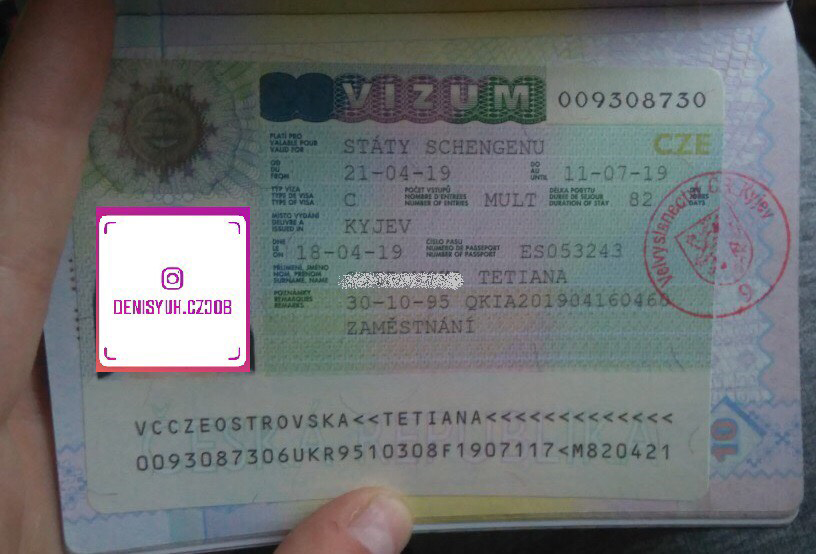 VÍZUM
009308730
CZE
PLATÍ PRO
VALABLE POUR
VALID FOR
STÁTY SCHENGENU
OD
DU
FROM
21-04-19
DO
AU
UNTIL
11-07-19
TYP VÍZA
TYPE DE VISA
TYPE OF VISA
C
POČET VSTUPŮ
NOMBRE D'ENTRÉES
NUMBER OF ENTRIES
MULT
DÉLKA POBYTU
DURÉE DE SÉJOUR
DURATION OF STAY
82
JOURS
DAYS
MÍSTO VYDÁNÍ
DÉLIVRÉ À
ISSUED IN
KYJEV
DNE
LE
ON
18-04-19
ČÍSLO PASU
NUMÉRO DE PASSEPORT
NUMBER OF PASSPORT
ES053243
PŘÍJMENÍ, JMÉNO
NOM, PRÉNOM
SURNAME, NAME
TETIANA
POZNÁMKY
REMARQUES
REMARKS
30-10-95 QKIA201904160468
ZAMĚSTNÁNÍ
DENISYUK.CZJOB
Velvyslanectví ČR Kyjev
6
VCCZEOSTROVSKA<<TETIANA<<<<<<<<<<<<<
0093087306UKR9510308F1907117<M820421
ČESKÁ REPUBLIKA
10